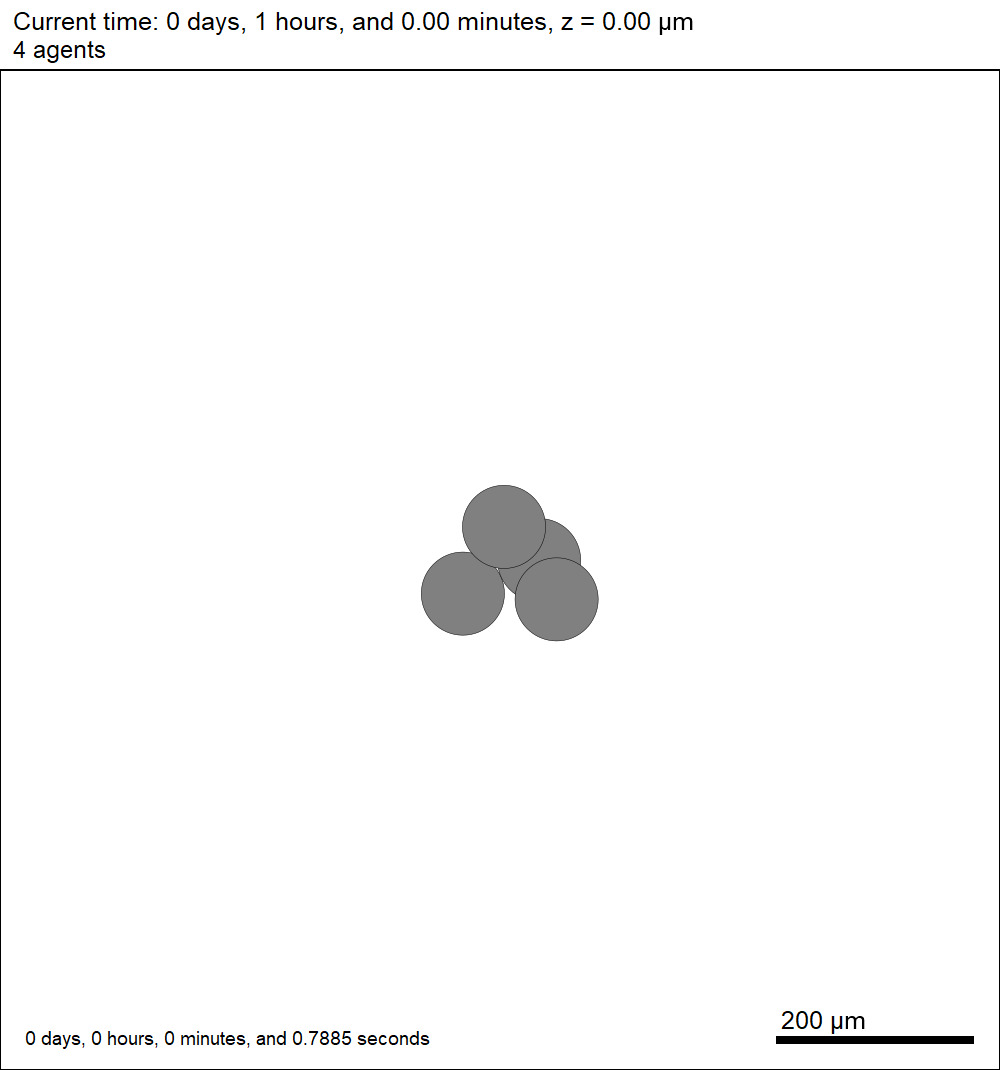 Current time: 0 days, 1 hours, and 0.00 minutes, z = 0.00 μm
4 agents
200 μm
0 days, 0 hours, 0 minutes, and 0.7885 seconds